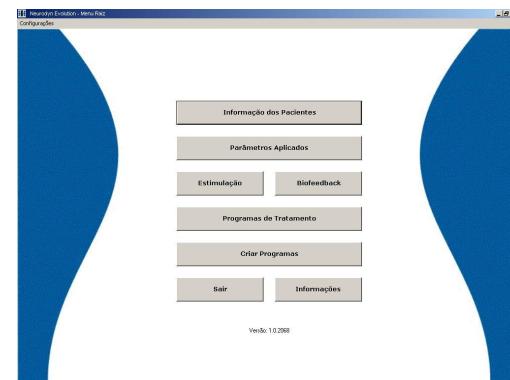 Neurodyn Evolution - Menu Raiz
Configurações
Informação dos Pacientes
Parâmetros Aplicados
Estimulação
Biofeedback
Programas de Tratamento
Criar Programas
Sair
Informações
Versão: 1.0.2068